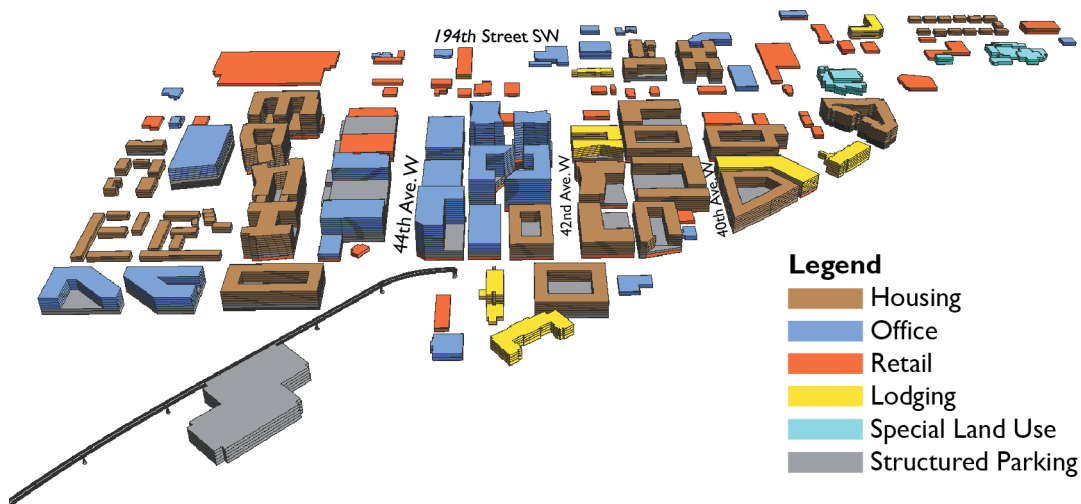 194th Street SW
44th Ave. W
42nd Ave. W
40th Ave. W
Legend
Housing
Office
Retail
Lodging
Special Land Use
Structured Parking